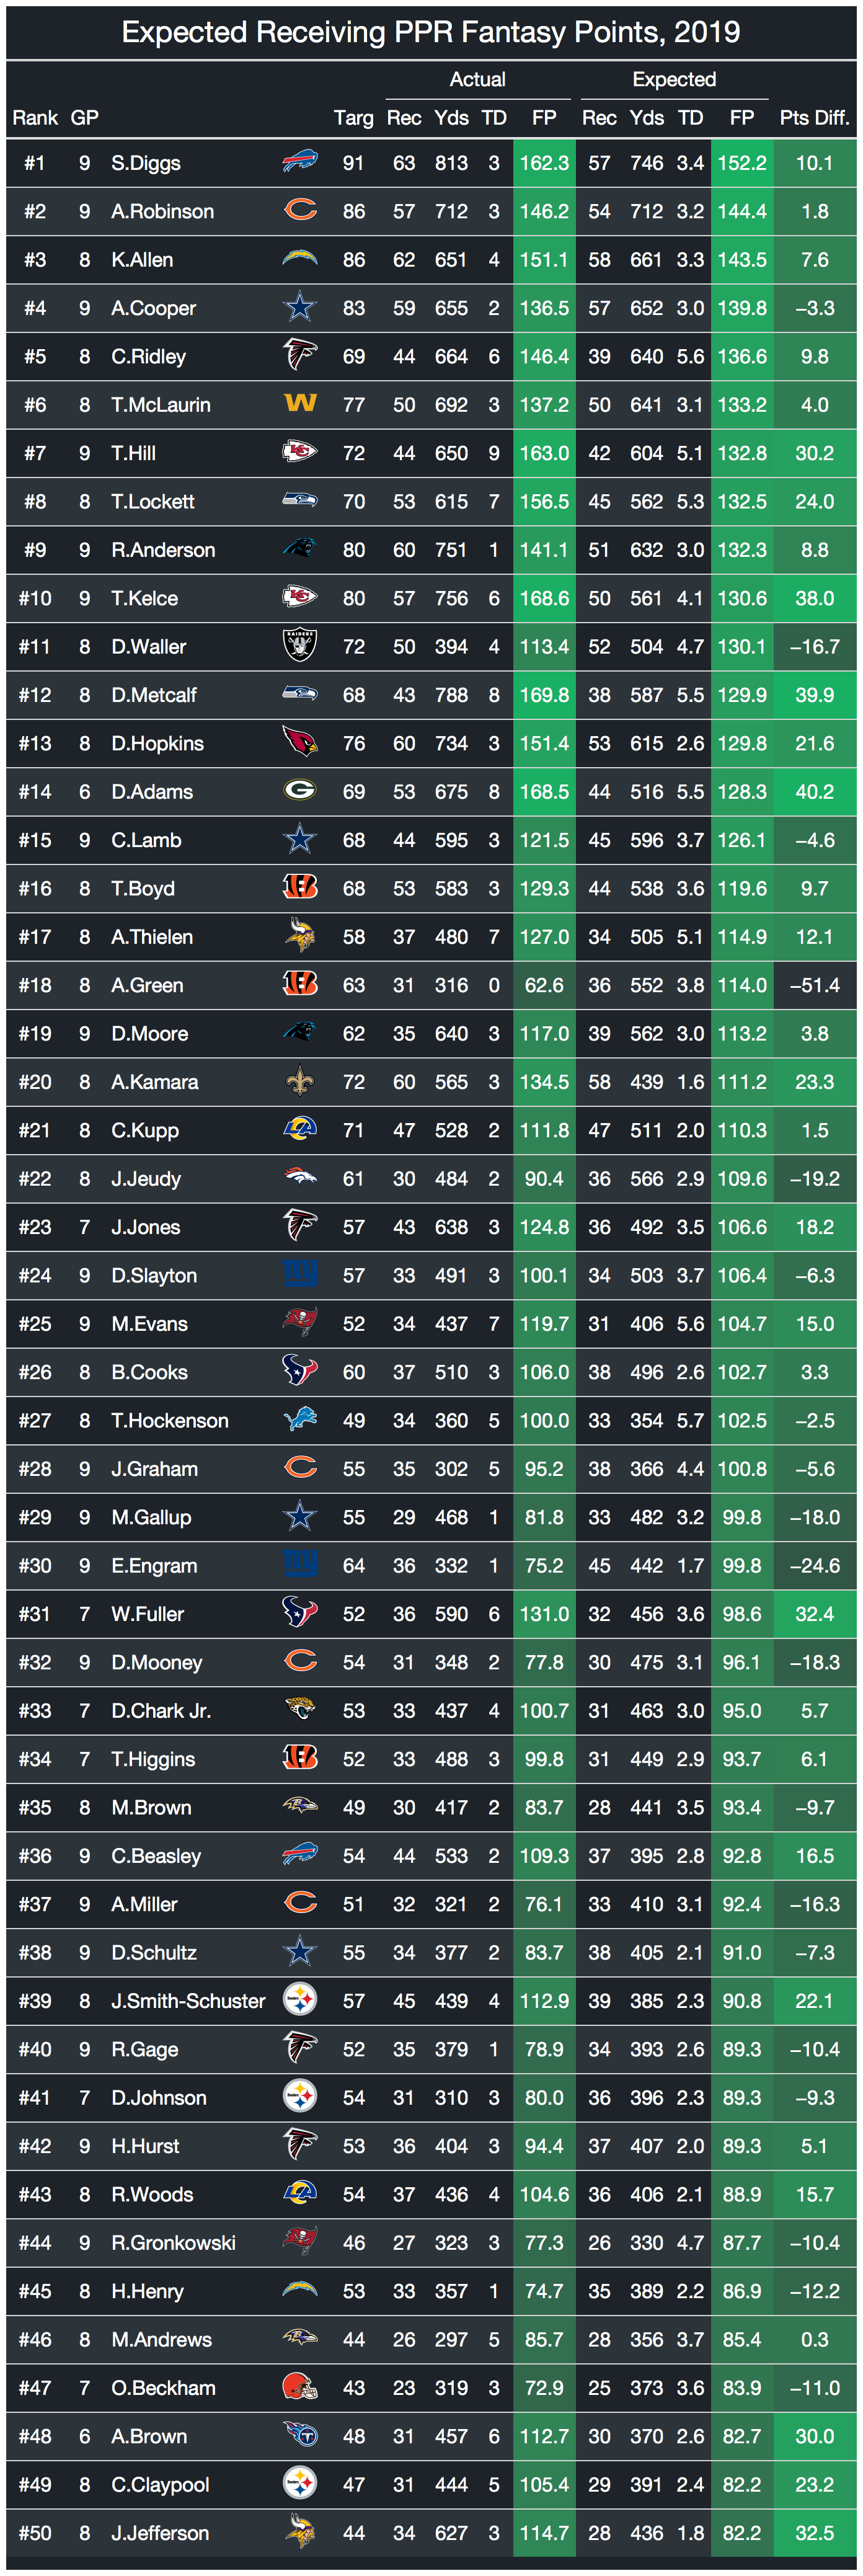 Expected Receiving PPR Fantasy Points, 2019
Actual Expected
Rank GP Targ Rec Yds TD FP Rec Yds TD FP Pts Diff.
#1 9 S.Diggs 91 63 813 3 162.3 57 746 3.4 152.2 10.1
#2 9 A.Robinson 86 57 712 3 146.2 54 712 3.2 144.4 1.8
#3 8 K.Allen 86 62 651 4 151.1 58 661 3.3 143.5 7.6
#4 9 A.Cooper 83 59 655 2 136.5 57 652 3.0 139.8 −3.3
#5 8 C.Ridley 69 44 664 6 146.4 39 640 5.6 136.6 9.8
#6 8 T.McLaurin 77 50 692 3 137.2 50 641 3.1 133.2 4.0
#7 9 T.Hill 72 44 650 9 163.0 42 604 5.1 132.8 30.2
#8 8 T.Lockett 70 53 615 7 156.5 45 562 5.3 132.5 24.0
#9 9 R.Anderson 80 60 751 1 141.1 51 632 3.0 132.3 8.8
#10 9 T.Kelce 80 57 756 6 168.6 50 561 4.1 130.6 38.0
#11 8 D.Waller RAIDERS 72 50 394 4 113.4 52 504 4.7 130.1 −16.7
#12 8 D.Metcalf 68 43 788 8 169.8 38 587 5.5 129.9 39.9
#13 8 D.Hopkins 76 60 734 3 151.4 53 615 2.6 129.8 21.6
#14 6 D.Adams 69 53 675 8 168.5 44 516 5.5 128.3 40.2
#15 9 C.Lamb 68 44 595 3 121.5 45 596 3.7 126.1 −4.6
#16 8 T.Boyd 68 53 583 3 129.3 44 538 3.6 119.6 9.7
#17 8 A.Thielen 58 37 480 7 127.0 34 505 5.1 114.9 12.1
#18 8 A.Green 63 31 316 0 62.6 36 552 3.8 114.0 −51.4
#19 9 D.Moore 62 35 640 3 117.0 39 562 3.0 113.2 3.8
#20 8 A.Kamara 72 60 565 3 134.5 58 439 1.6 111.2 23.3
#21 8 C.Kupp 71 47 528 2 111.8 47 511 2.0 110.3 1.5
#22 8 J.Jeudy 61 30 484 2 90.4 36 566 2.9 109.6 −19.2
#23 7 J.Jones 57 43 638 3 124.8 36 492 3.5 106.6 18.2
#24 9 D.Slayton 57 33 491 3 100.1 34 503 3.7 106.4 −6.3
#25 9 M.Evans 52 34 437 7 119.7 31 406 5.6 104.7 15.0
#26 8 B.Cooks 60 37 510 3 106.0 38 496 2.6 102.7 3.3
#27 8 T.Hockenson 49 34 360 5 100.0 33 354 5.7 102.5 −2.5
#28 9 J.Graham 55 35 302 5 95.2 38 366 4.4 100.8 −5.6
#29 9 M.Gallup 55 29 468 1 81.8 33 482 3.2 99.8 −18.0
#30 9 E.Engram 64 36 332 1 75.2 45 442 1.7 99.8 −24.6
#31 7 W.Fuller 52 36 590 6 131.0 32 456 3.6 98.6 32.4
#32 9 D.Mooney 54 31 348 2 77.8 30 475 3.1 96.1 −18.3
#33 7 D.Chark Jr. 53 33 437 4 100.7 31 463 3.0 95.0 5.7
#34 7 T.Higgins 52 33 488 3 99.8 31 449 2.9 93.7 6.1
#35 8 M.Brown 49 30 417 2 83.7 28 441 3.5 93.4 −9.7
#36 9 C.Beasley 54 44 533 2 109.3 37 395 2.8 92.8 16.5
#37 9 A.Miller 51 32 321 2 76.1 33 410 3.1 92.4 −16.3
#38 9 D.Schultz 55 34 377 2 83.7 38 405 2.1 91.0 −7.3
#39 8 J.Smith-Schuster 57 45 439 4 112.9 39 385 2.3 90.8 22.1
#40 9 R.Gage 52 35 379 1 78.9 34 393 2.6 89.3 −10.4
#41 7 D.Johnson 54 31 310 3 80.0 36 396 2.3 89.3 −9.3
#42 9 H.Hurst 53 36 404 3 94.4 37 407 2.0 89.3 5.1
#43 8 R.Woods 54 37 436 4 104.6 36 406 2.1 88.9 15.7
#44 9 R.Gronkowski 46 27 323 3 77.3 26 330 4.7 87.7 −10.4
#45 8 H.Henry 53 33 357 1 74.7 35 389 2.2 86.9 −12.2
#46 8 M.Andrews 44 26 297 5 85.7 28 356 3.7 85.4 0.3
#47 7 O.Beckham 43 23 319 3 72.9 25 373 3.6 83.9 −11.0
#48 6 A.Brown 48 31 457 6 112.7 30 370 2.6 82.7 30.0
#49 8 C.Claypool 47 31 444 5 105.4 29 391 2.4 82.2 23.2
#50 8 J.Jefferson 44 34 627 3 114.7 28 436 1.8 82.2 32.5